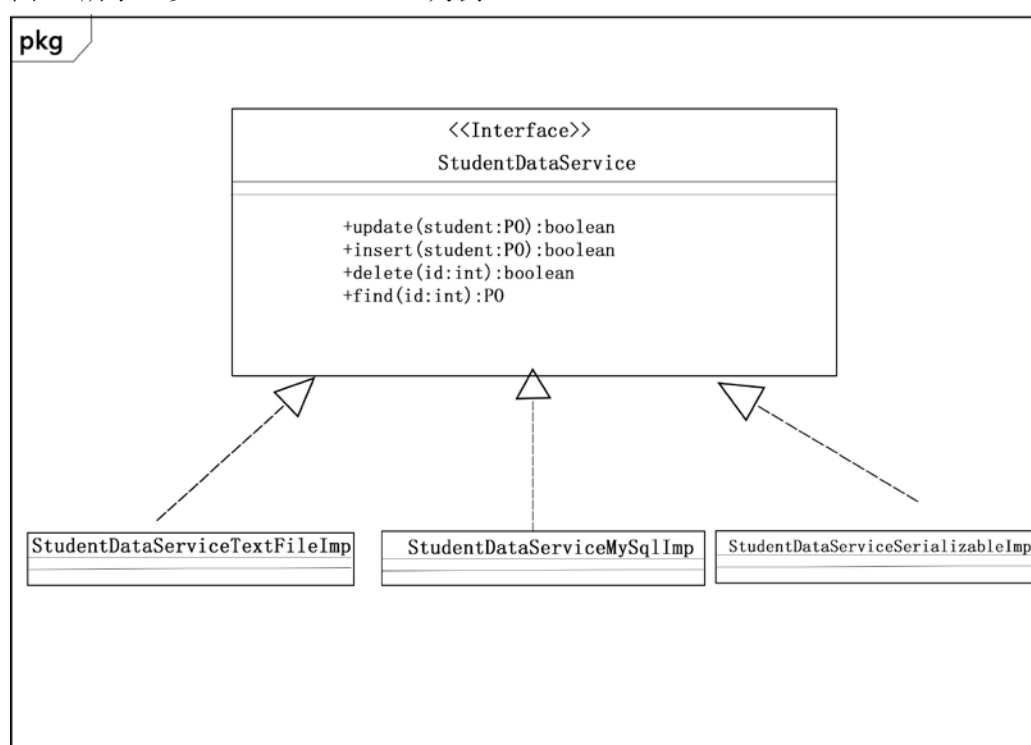 pkg
<<Interface>>
StudentDataService
+update(student:PO):boolean
+insert(student:PO):boolean
+delete(id:int):boolean
+find(id:int):PO
StudentDataServiceTextFileImp
StudentDataServiceMySqlImp
StudentDataServiceSerializableImp